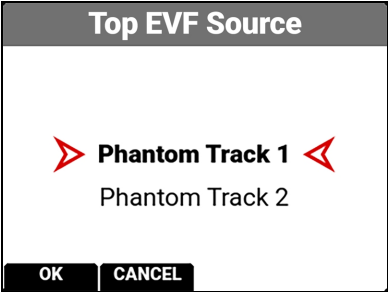 Top EVF Source
Phantom Track 1
Phantom Track 2
OK CANCEL